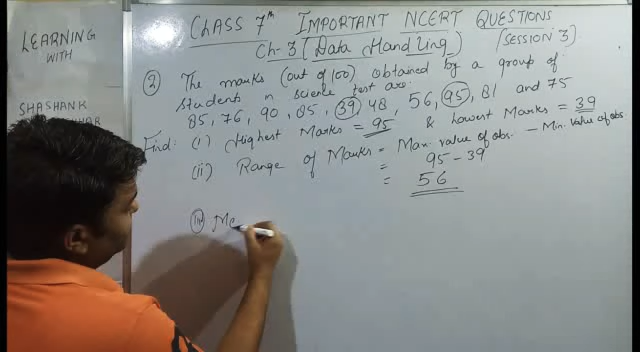 LEARNING
WITH
SHASHANK
CLASS 7th IMPORTANT NCERT QUESTIONS
Ch-3 (Data Handling) (SESSION 3)
② The marks (out of 100) obtained by a group of
students in science test are:
85, 76, 90, 85, 39, 48, 56, 95, 81 and 75
Find: (i) Highest Marks = 95 & Lowest Marks = 39
(ii) Range of Marks = Max. value of obs. - Min. value of obs.
= 95 - 39
= 56
(iii) Me